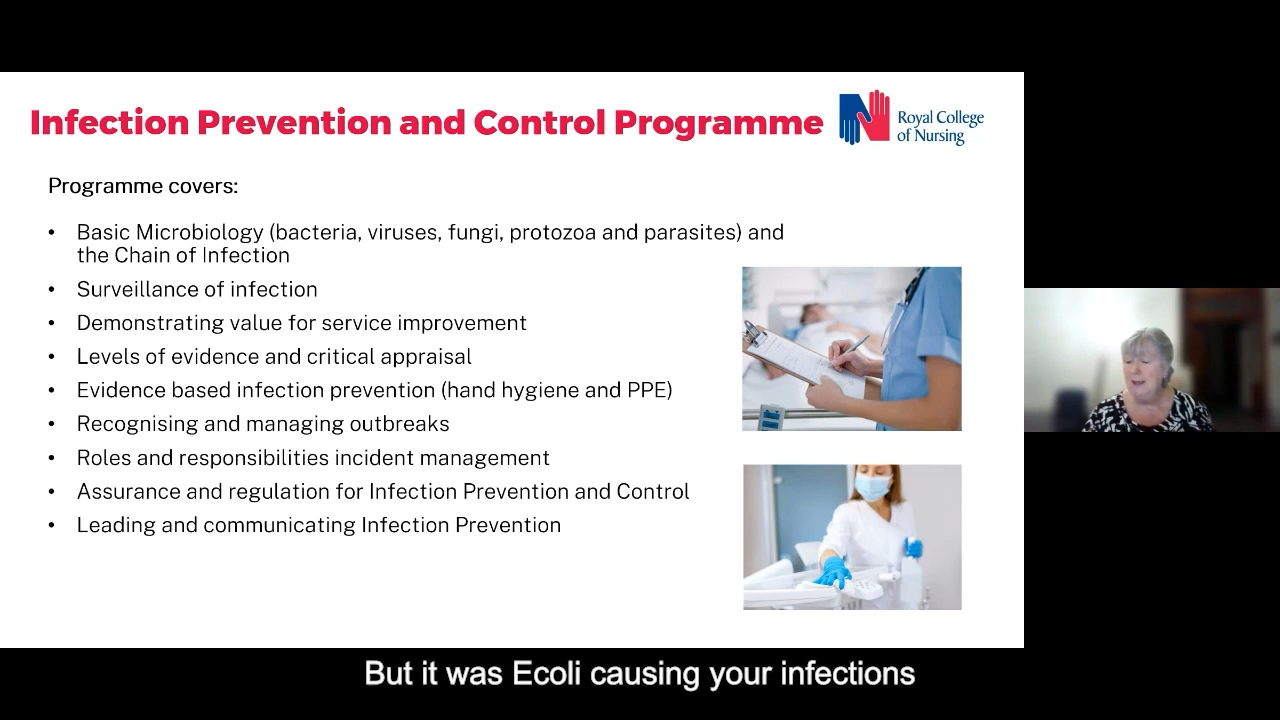 Infection Prevention and Control Programme
Royal College
of Nursing
Programme covers:
• Basic Microbiology (bacteria, viruses, fungi, protozoa and parasites) and
the Chain of Infection
• Surveillance of infection
• Demonstrating value for service improvement
• Levels of evidence and critical appraisal
• Evidence based infection prevention (hand hygiene and PPE)
• Recognising and managing outbreaks
• Roles and responsibilities incident management
• Assurance and regulation for Infection Prevention and Control
• Leading and communicating Infection Prevention
But it was Ecoli causing your infections